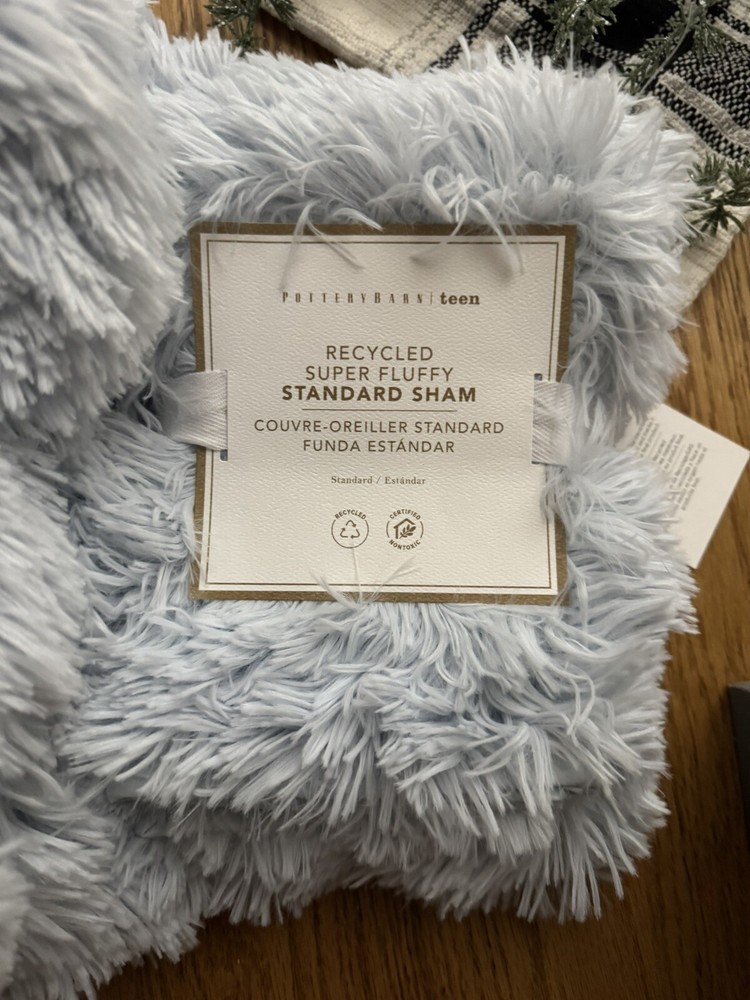 POTTERYBARN | teen
RECYCLED
SUPER FLUFFY
STANDARD SHAM
COUVRE-OREILLER STANDARD
FUNDA ESTÁNDAR
Standard / Estándar
RECYCLED
CERTIFIED
NONTOXIC